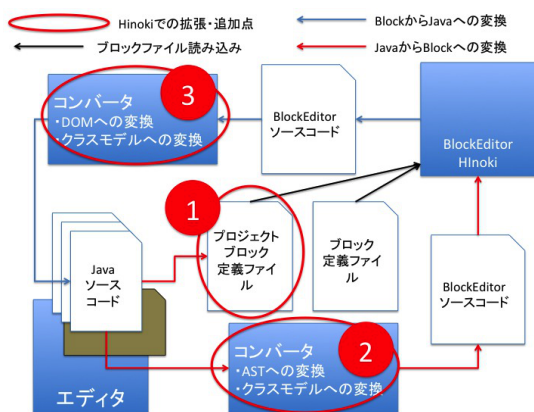 Hinokiでの拡張・追加点
BlockからJavaへの変換
ブロックファイル読み込み
JavaからBlockへの変換
3
コンバータ
・DOMへの変換
・クラスモデルへの変換
BlockEditor
ソースコード
BlockEditor
HInoki
1
プロジェクト
ブロック
定義ファイ
ル
ブロック
定義ファイ
ル
Java
ソース
コード
BlockEditor
ソースコード
2
コンバータ
・ASTへの変換
・クラスモデルへの変換
エディタ